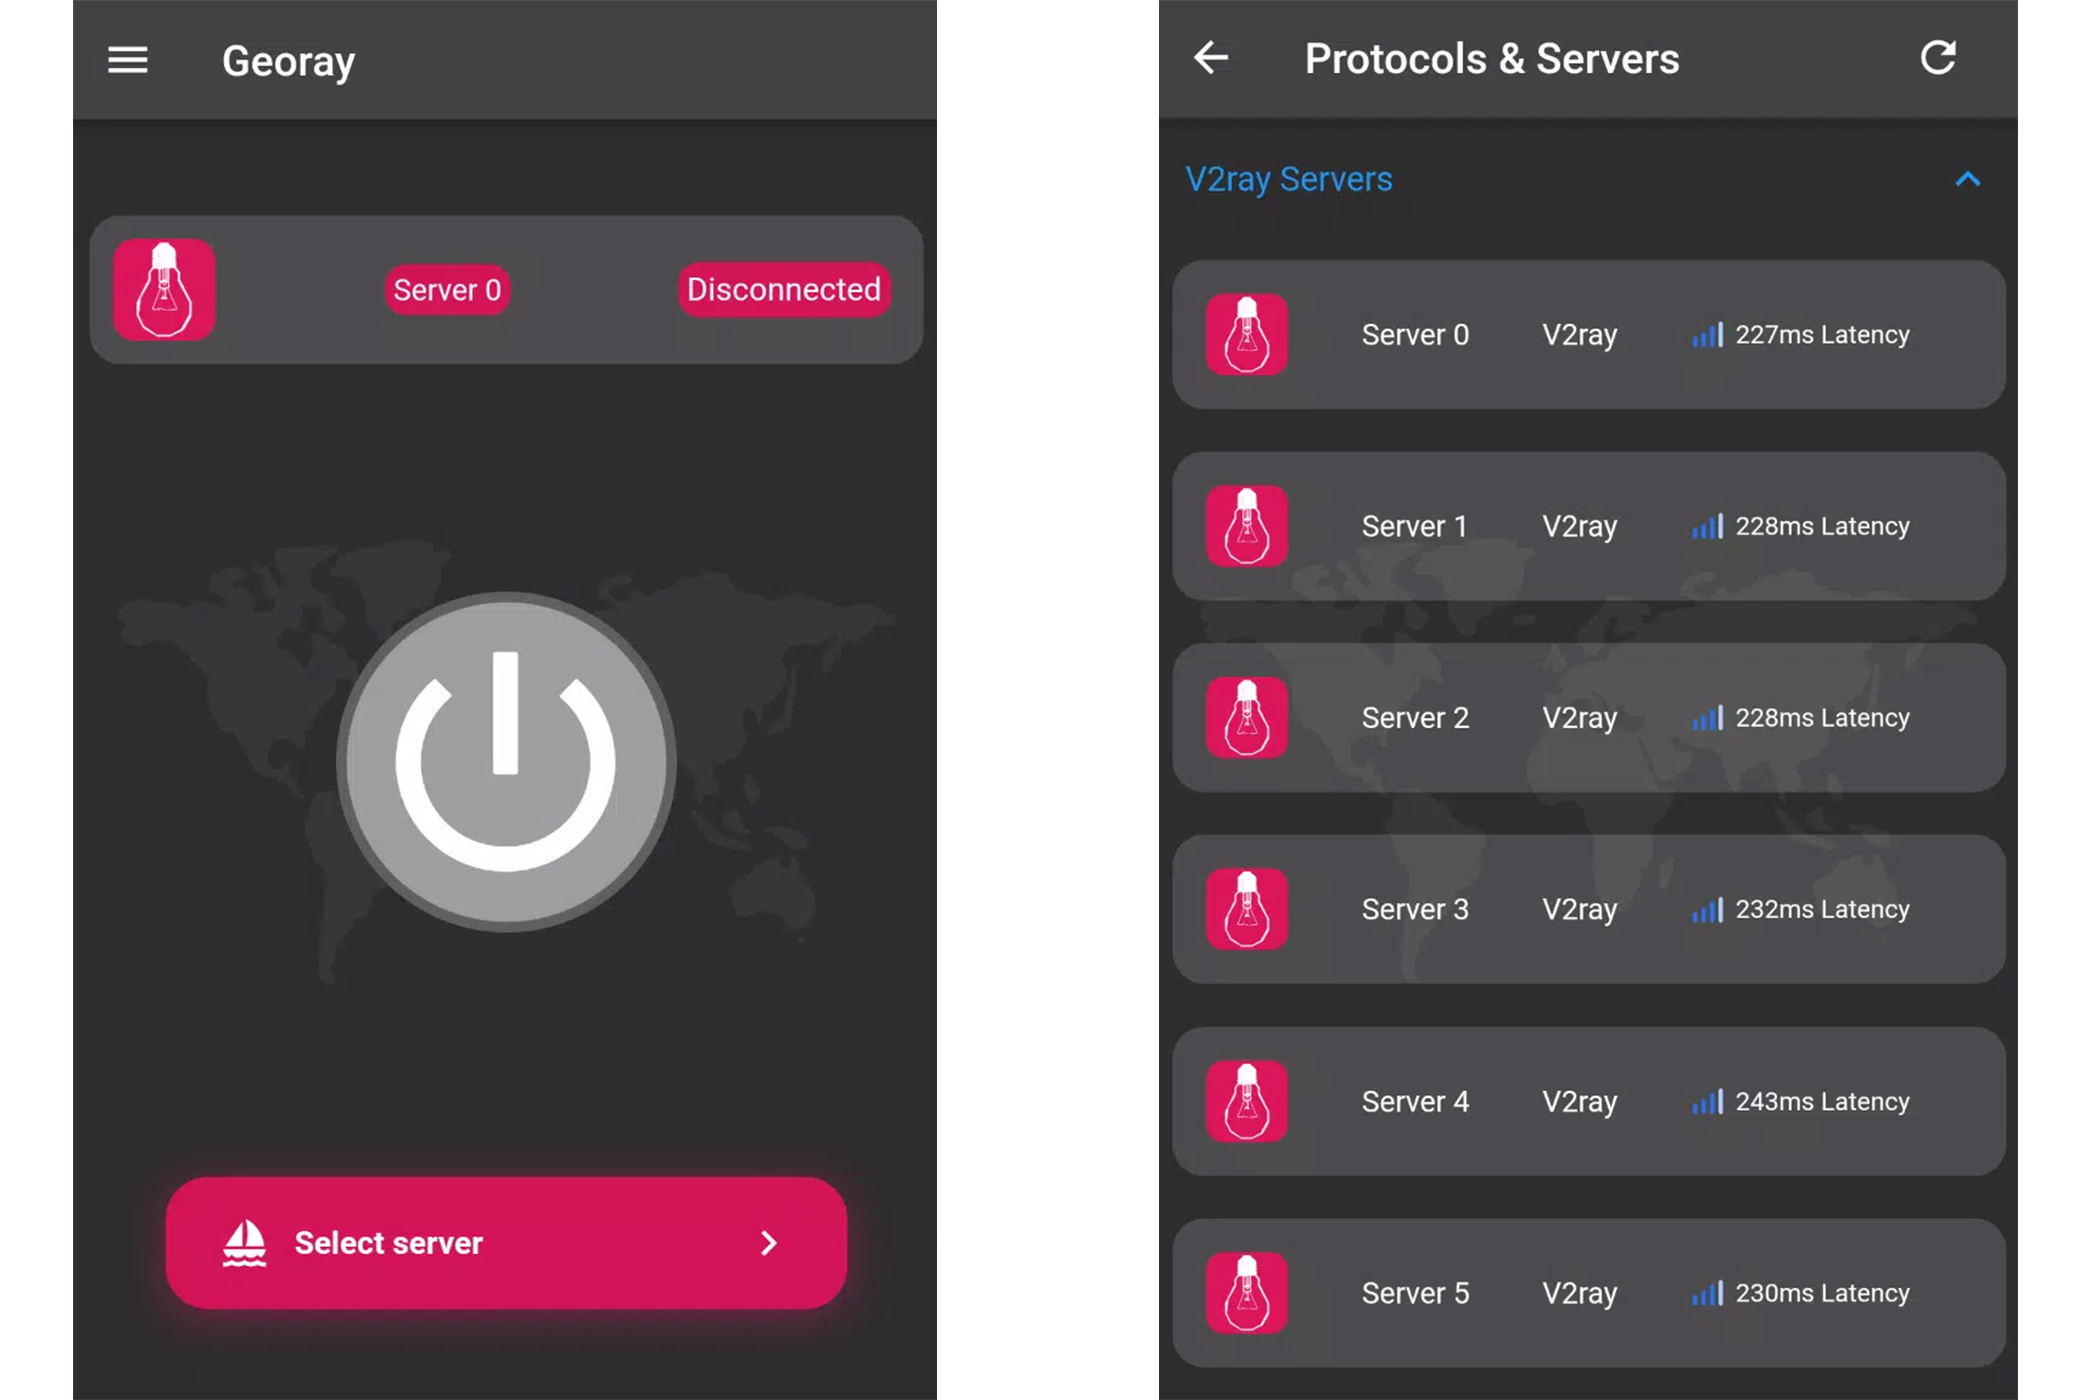 Georay
Server 0 Disconnected
Select server
Protocols & Servers
V2ray Servers
Server 0 V2ray 227ms Latency
Server 1 V2ray 228ms Latency
Server 2 V2ray 228ms Latency
Server 3 V2ray 232ms Latency
Server 4 V2ray 243ms Latency
Server 5 V2ray 230ms Latency